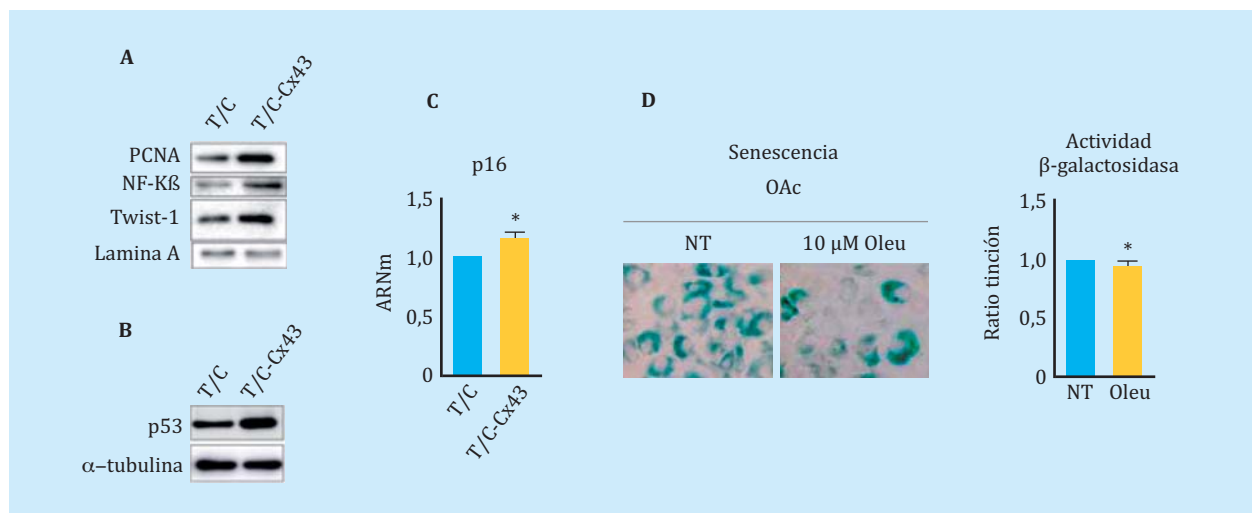 A
T/C
T/C-Cx43
PCNA
NF-Kß
Twist-1
Lamina A
B
T/C
T/C-Cx43
p53
α–tubulina
C
p16
1,5
1,0
0,5
0
ARNm
*
T/C
T/C-Cx43
D
Senescencia
OAc
NT
10 µM Oleu
Actividad
β-galactosidasa
1,5
1,0
0,5
0
Ratio tinción
*
NT
Oleu